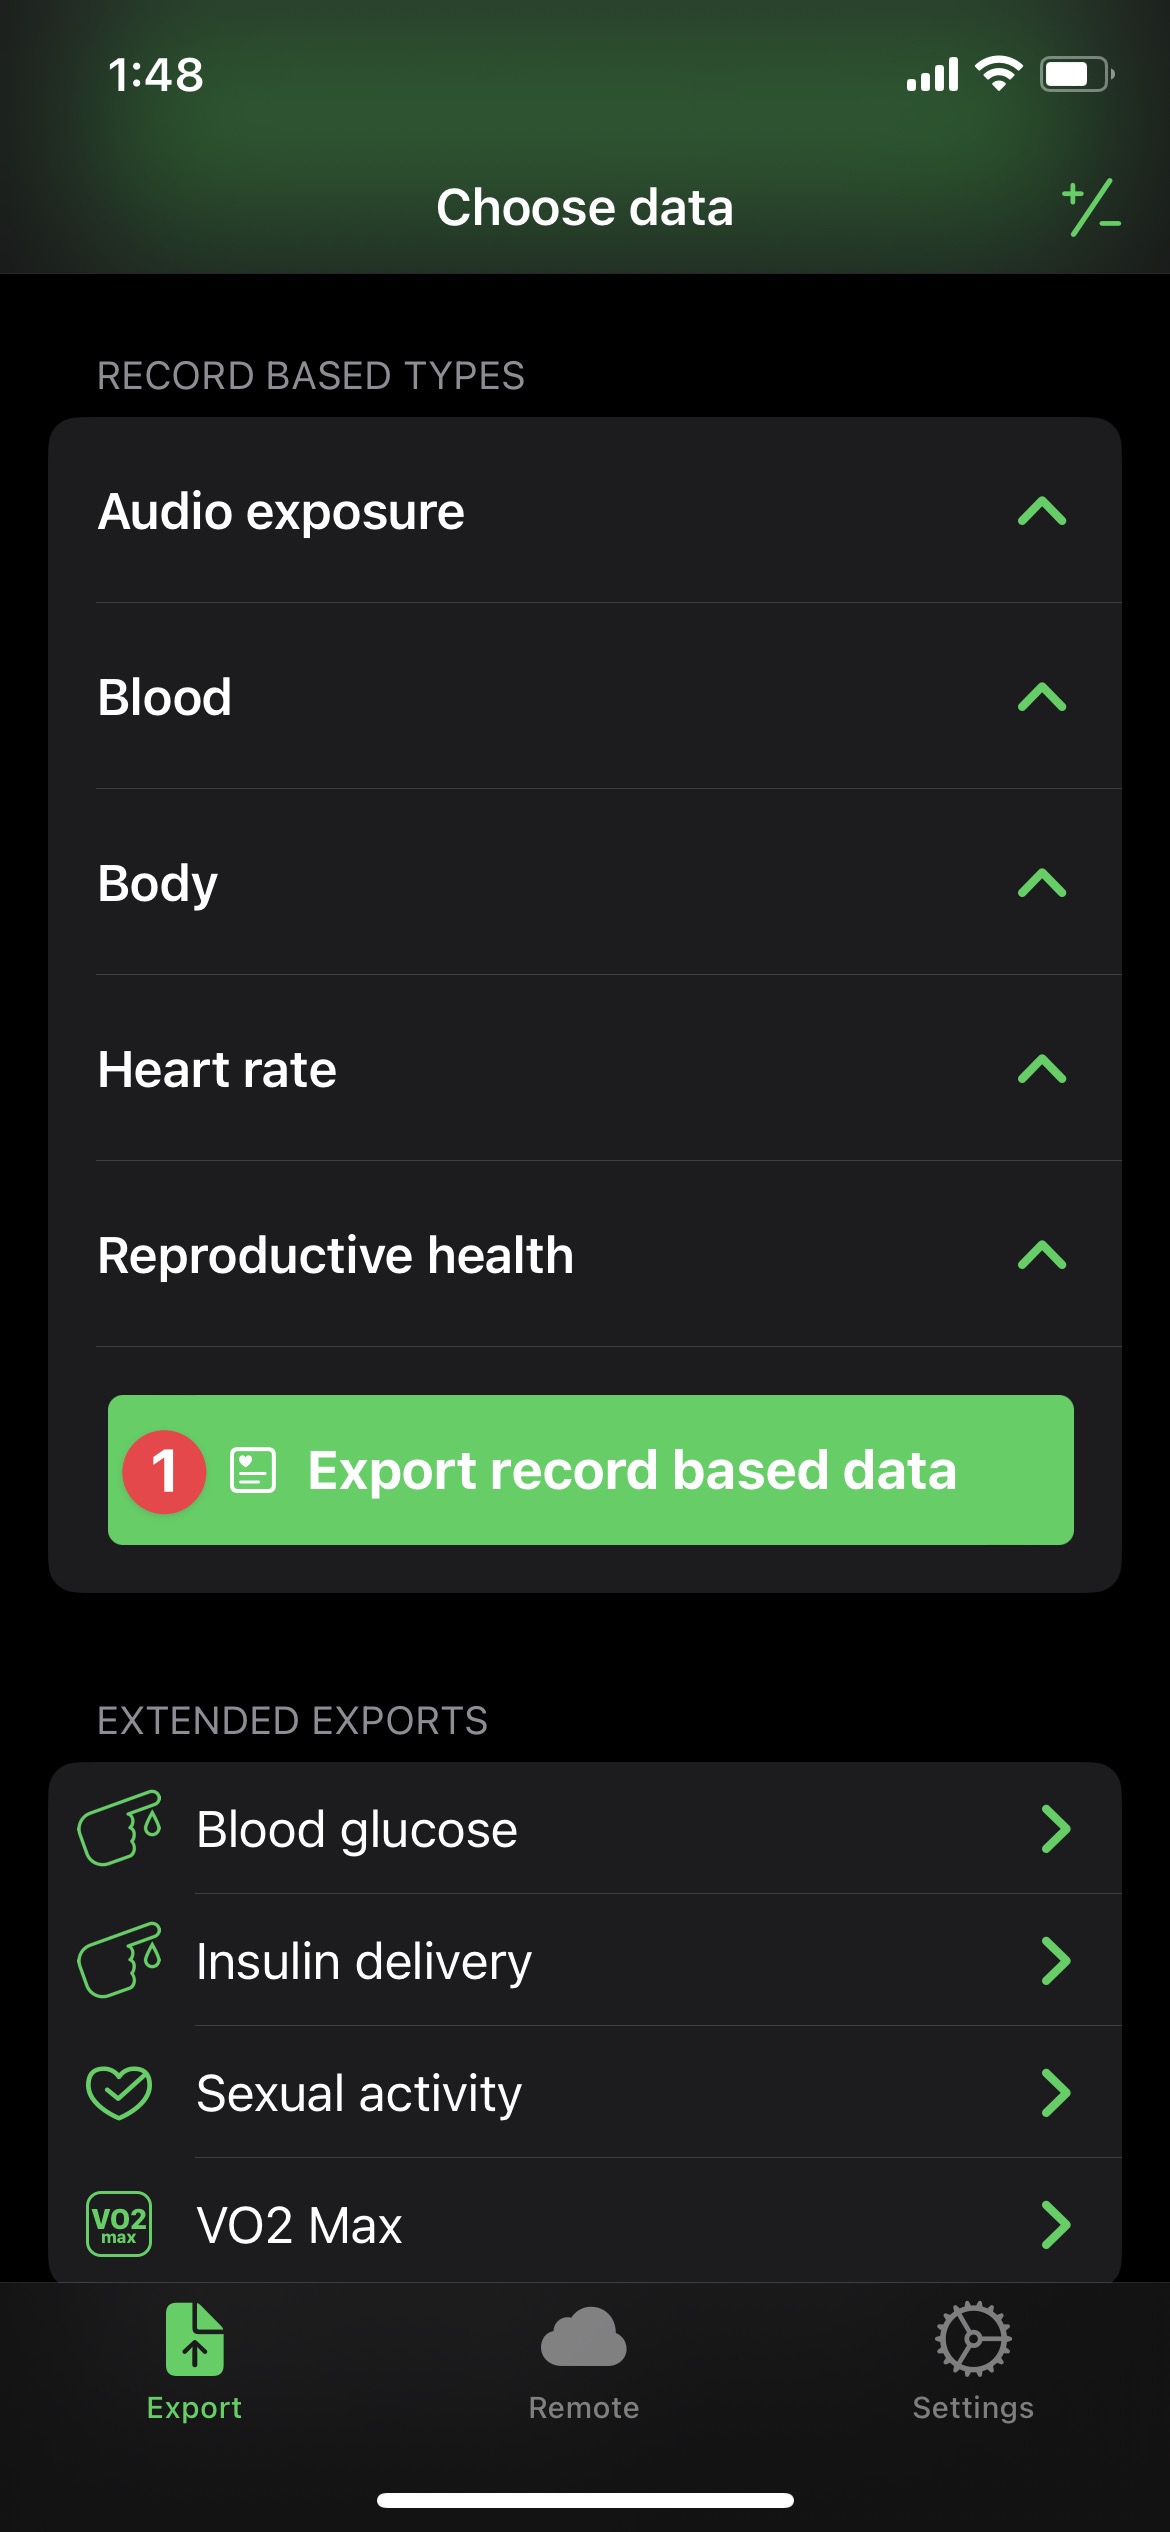 1:48
Choose data
RECORD BASED TYPES
Audio exposure
Blood
Body
Heart rate
Reproductive health
1 Export record based data
EXTENDED EXPORTS
Blood glucose
Insulin delivery
Sexual activity
VO2
max
VO2 Max
Export
Remote
Settings